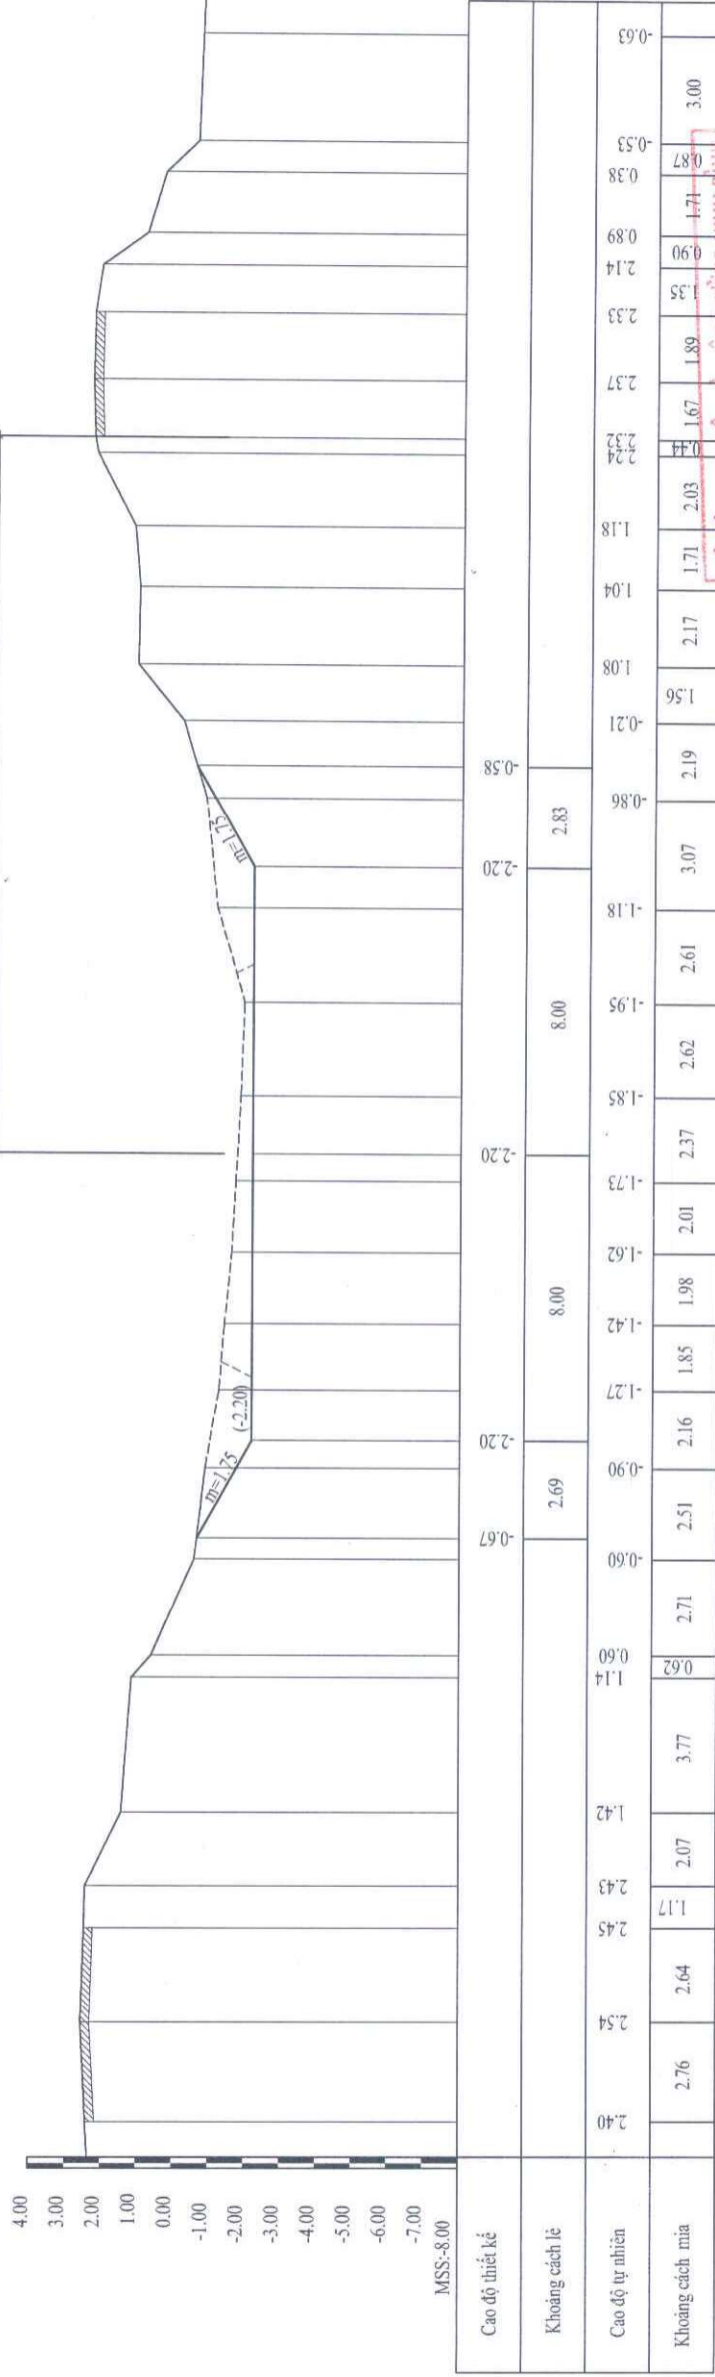 4.00
3.00
2.00
1.00
0.00
-1.00
-2.00
-3.00
-4.00
-5.00
-6.00
-7.00
MSS:-8.00
m=1.75
(-2.20)
m=1.75
Cao độ thiết kế -0.67 -2.20 -2.20 -2.20 -0.58
Khoảng cách lẻ 2.69 8.00 8.00 2.83
Cao độ tự nhiên 2.40 2.54 2.45 2.43 1.42 1.14 0.60 -0.60 -0.90 -1.27 -1.42 -1.62 -1.73 -1.85 -1.95 -1.18 -0.86 -0.21 1.08 1.04 1.18 2.24 2.32 2.37 2.33 2.14 0.89 0.38 -0.53 -0.63
Khoảng cách mia 2.76 2.64 1.17 2.07 3.77 0.62 2.71 2.51 2.16 1.85 1.98 2.01 2.37 2.62 2.61 3.07 2.19 1.56 2.17 1.71 2.03 0.44 1.67 1.89 1.35 0.90 1.71 0.87 3.00